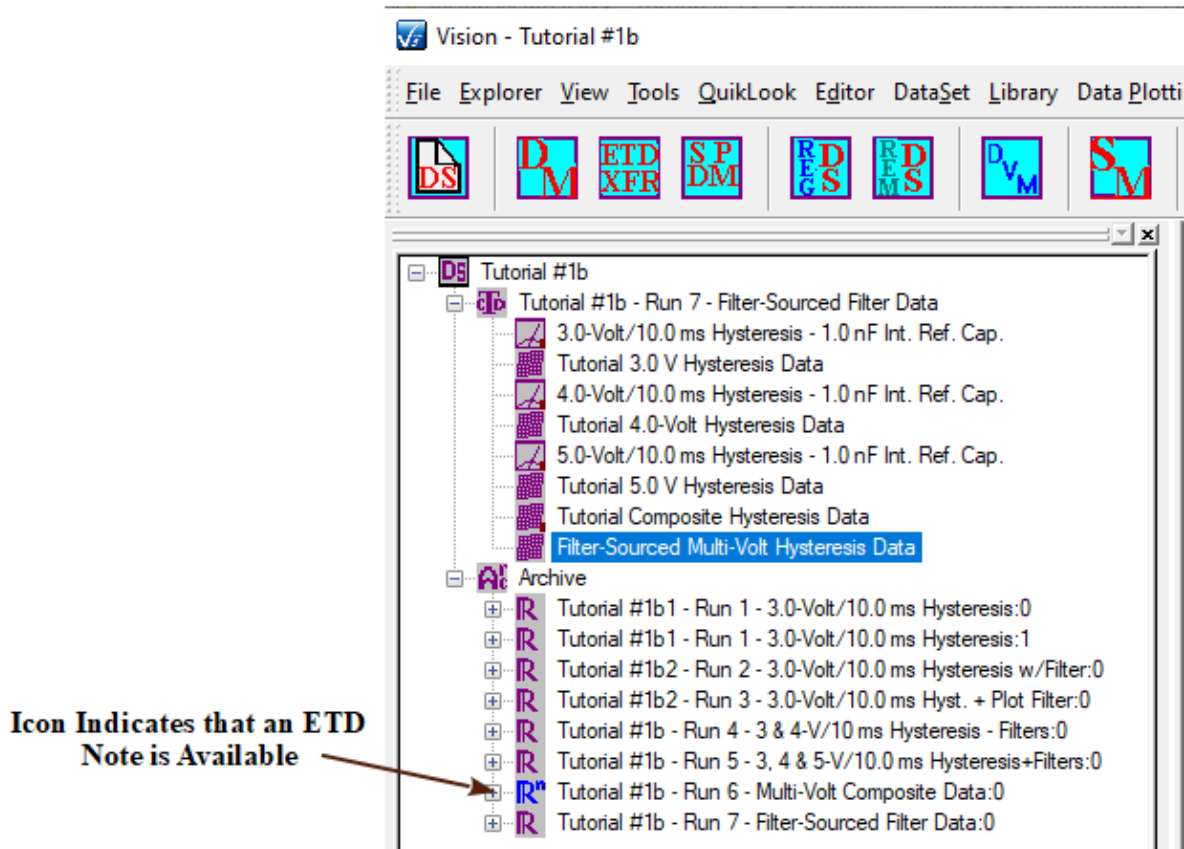 Vision - Tutorial #1b
File Explorer View Tools QuikLook Editor DataSet Library Data Plotti
DS DM ETD XFR SP DM REG DS REM DS DVM SM
DS Tutorial #1b
cTD Tutorial #1b - Run 7 - Filter-Sourced Filter Data
3.0-Volt/10.0 ms Hysteresis - 1.0 nF Int. Ref. Cap.
Tutorial 3.0 V Hysteresis Data
4.0-Volt/10.0 ms Hysteresis - 1.0 nF Int. Ref. Cap.
Tutorial 4.0-Volt Hysteresis Data
5.0-Volt/10.0 ms Hysteresis - 1.0 nF Int. Ref. Cap.
Tutorial 5.0 V Hysteresis Data
Tutorial Composite Hysteresis Data
Filter-Sourced Multi-Volt Hysteresis Data
Archive
R Tutorial #1b1 - Run 1 - 3.0-Volt/10.0 ms Hysteresis:0
R Tutorial #1b1 - Run 1 - 3.0-Volt/10.0 ms Hysteresis:1
R Tutorial #1b2 - Run 2 - 3.0-Volt/10.0 ms Hysteresis w/Filter:0
R Tutorial #1b2 - Run 3 - 3.0-Volt/10.0 ms Hyst. + Plot Filter:0
R Tutorial #1b - Run 4 - 3 & 4-V/10 ms Hysteresis - Filters:0
R Tutorial #1b - Run 5 - 3, 4 & 5-V/10.0 ms Hysteresis+Filters:0
Rn Tutorial #1b - Run 6 - Multi-Volt Composite Data:0
R Tutorial #1b - Run 7 - Filter-Sourced Filter Data:0
Icon Indicates that an ETD
Note is Available